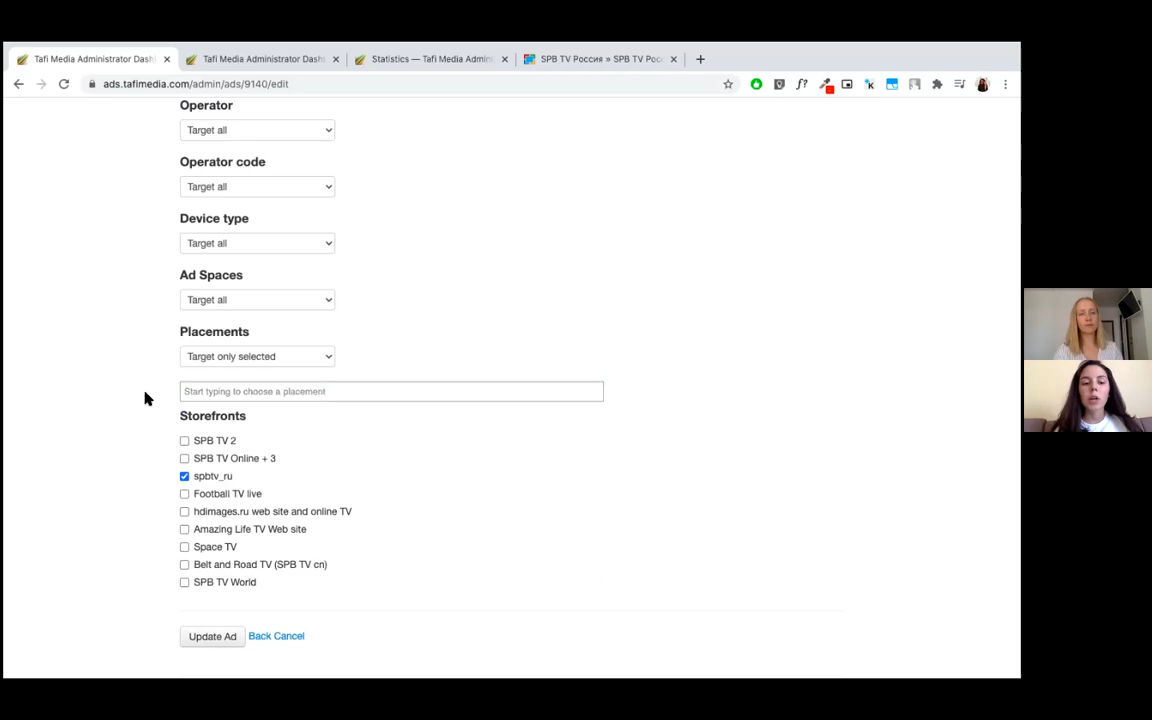 Tafi Media Administrator Dash
Tafi Media Administrator Dash
Statistics — Tafi Media Admin
SPB TV Россия » SPB TV Рос
ads.tafimedia.com/admin/ads/9140/edit
Operator
Target all
Operator code
Target all
Device type
Target all
Ad Spaces
Target all
Placements
Target only selected
Start typing to choose a placement
Storefronts
SPB TV 2
SPB TV Online + 3
spbtv_ru
Football TV live
hdimages.ru web site and online TV
Amazing Life TV Web site
Space TV
Belt and Road TV (SPB TV cn)
SPB TV World
Update Ad Back Cancel